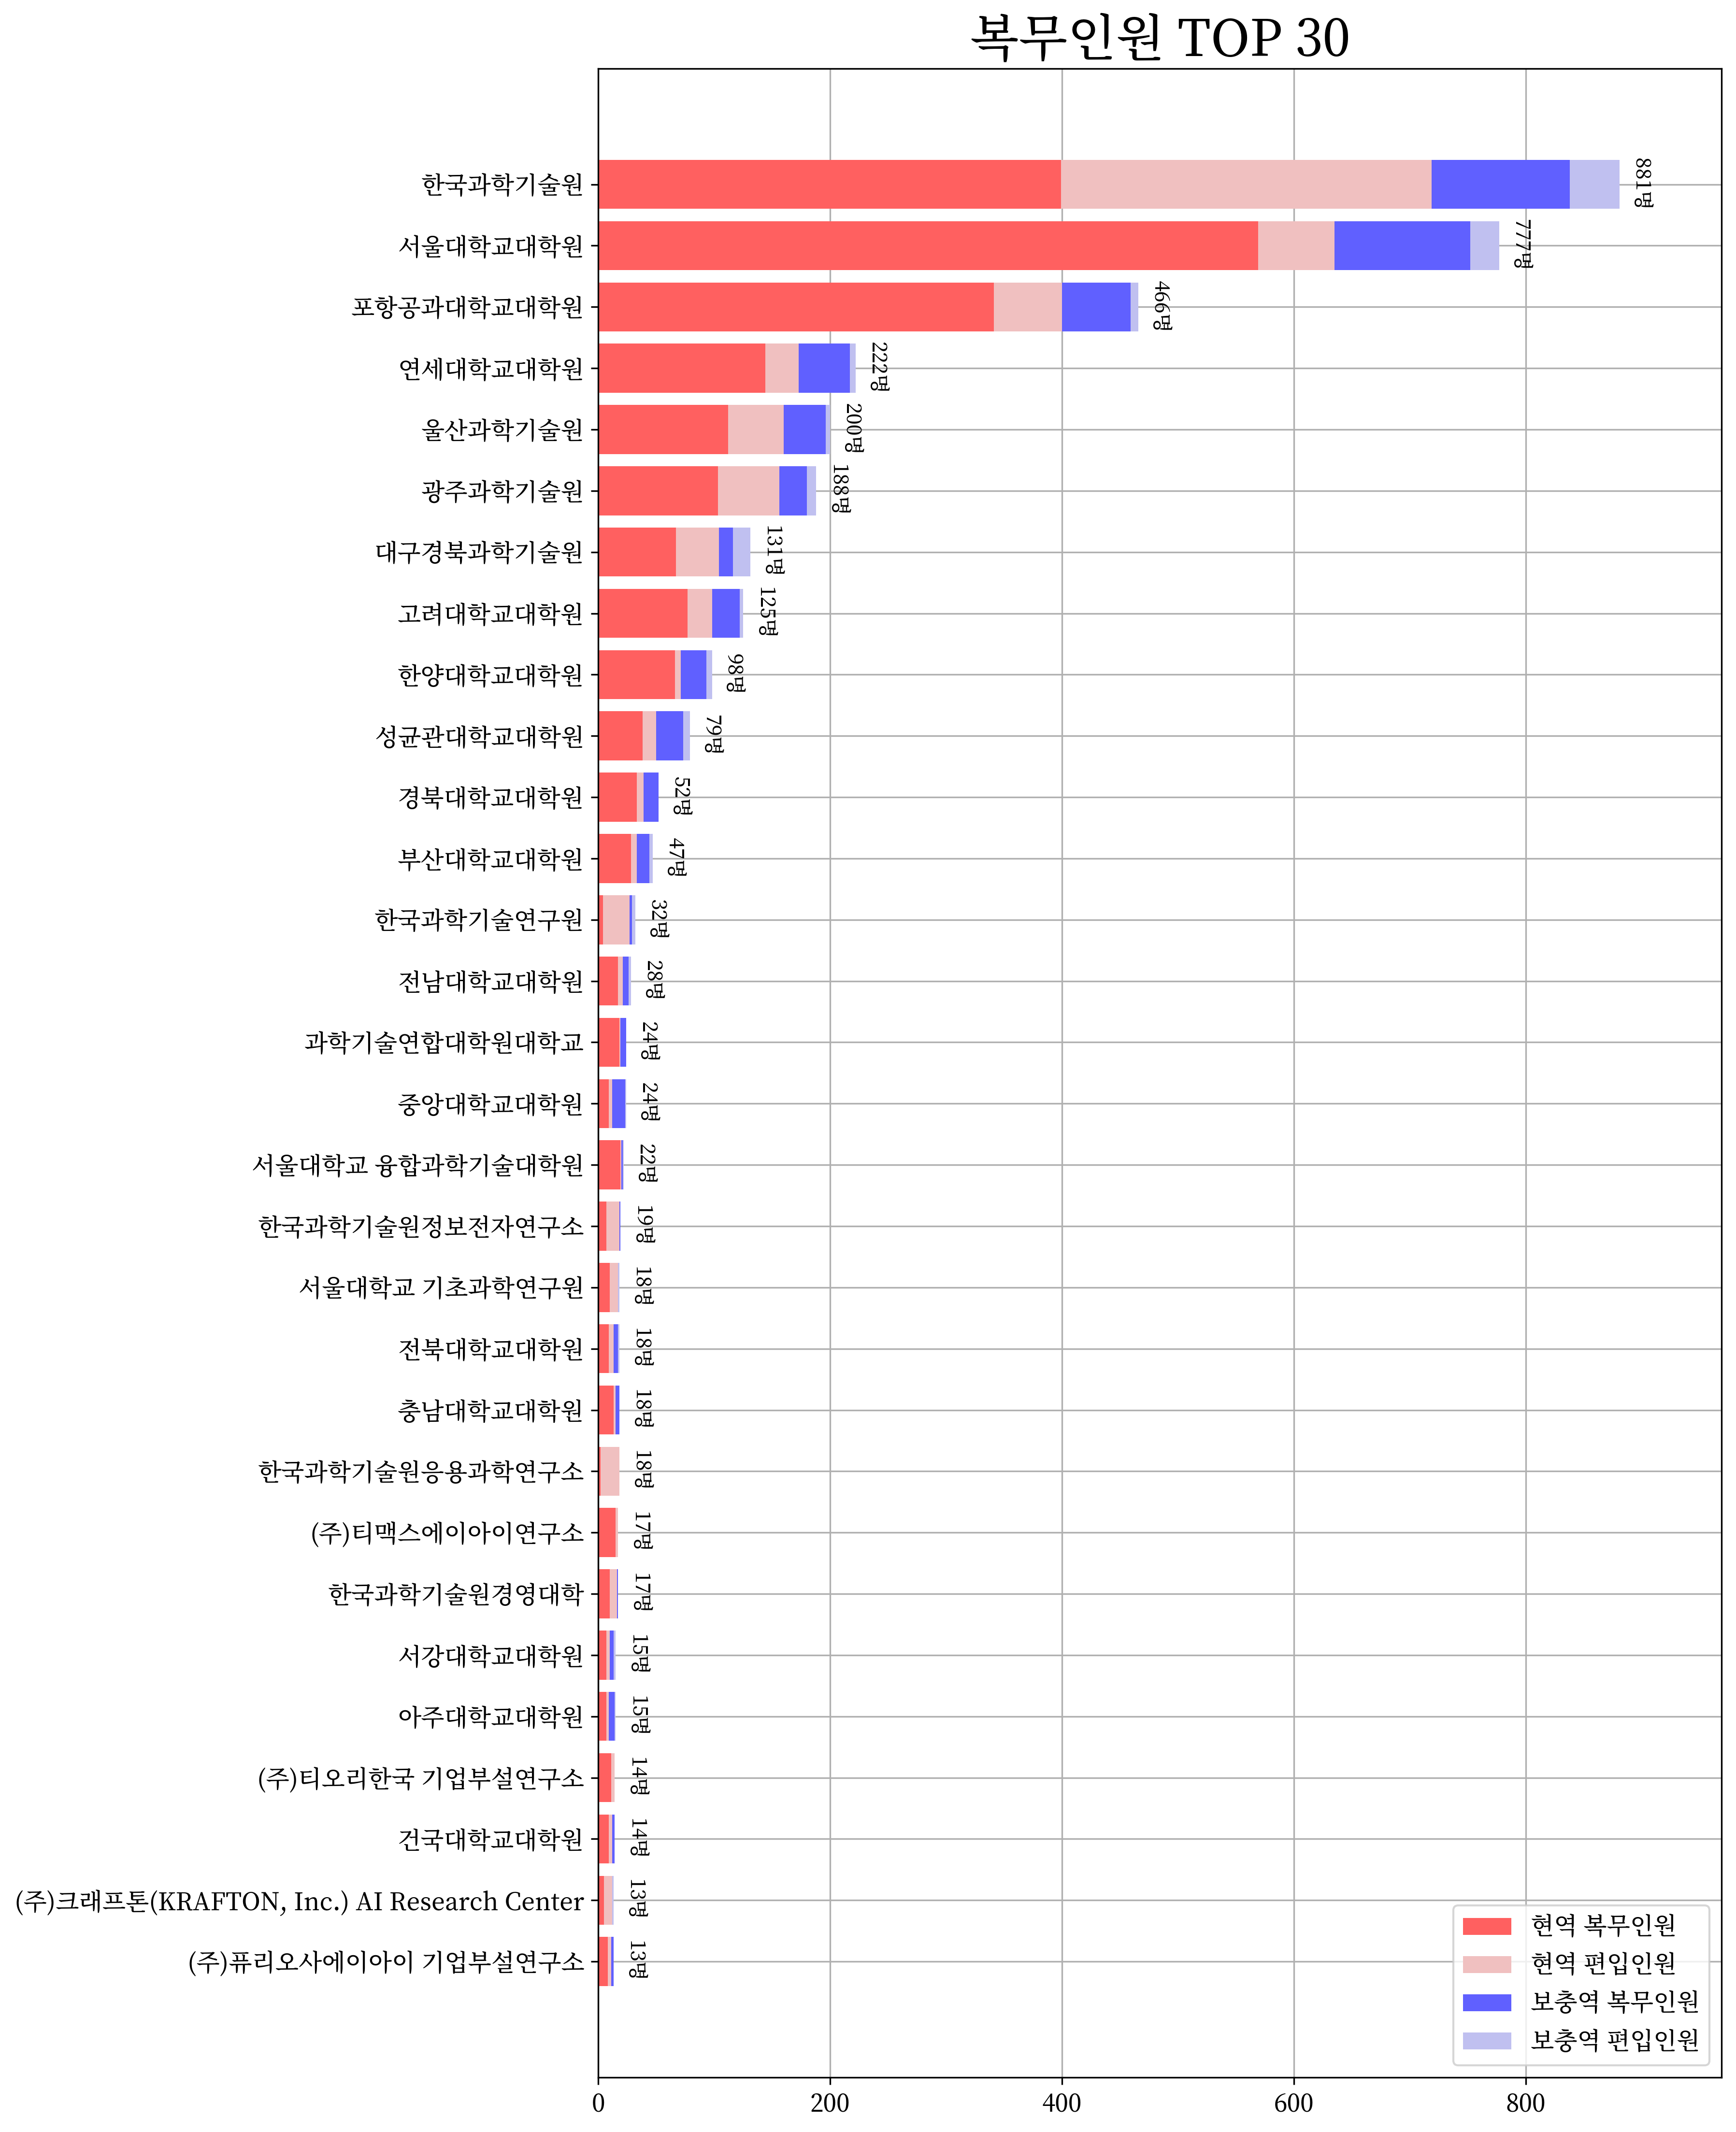 복무인원 TOP 30
한국과학기술원 881명
서울대학교대학원 777명
포항공과대학교대학원 466명
연세대학교대학원 222명
울산과학기술원 200명
광주과학기술원 188명
대구경북과학기술원 131명
고려대학교대학원 125명
한양대학교대학원 98명
성균관대학교대학원 79명
경북대학교대학원 52명
부산대학교대학원 47명
한국과학기술연구원 32명
전남대학교대학원 28명
과학기술연합대학원대학교 24명
중앙대학교대학원 24명
서울대학교 융합과학기술대학원 22명
한국과학기술원정보전자연구소 19명
서울대학교 기초과학연구원 18명
전북대학교대학원 18명
충남대학교대학원 18명
한국과학기술원응용과학연구소 18명
(주)티맥스에이아이연구소 17명
한국과학기술원경영대학 17명
서강대학교대학원 15명
아주대학교대학원 15명
(주)티오리한국 기업부설연구소 14명
건국대학교대학원 14명
(주)크래프톤(KRAFTON, Inc.) AI Research Center 13명
(주)퓨리오사에이아이 기업부설연구소 13명
현역 복무인원
현역 편입인원
보충역 복무인원
보충역 편입인원
0 200 400 600 800